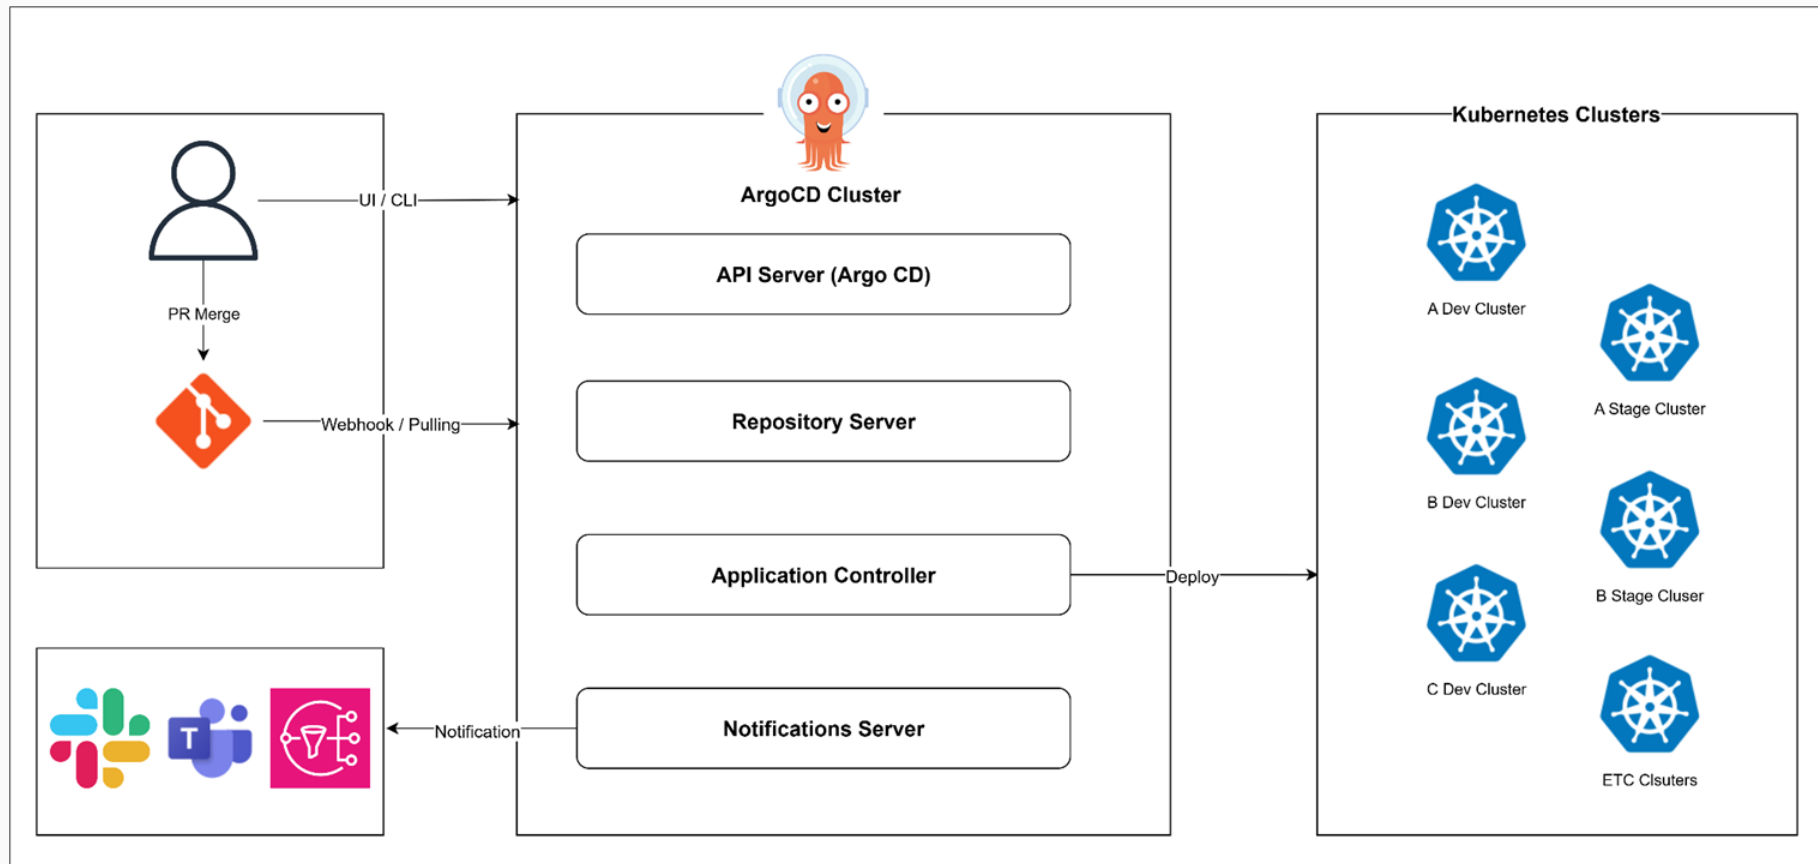 UI / CLI
PR Merge
Webhook / Pulling
ArgoCD Cluster
API Server (Argo CD)
Repository Server
Application Controller
Notifications Server
Deploy
T
Notification
Kubernetes Clusters
A Dev Cluster
A Stage Cluster
B Dev Cluster
B Stage Cluser
C Dev Cluster
ETC Clsuters